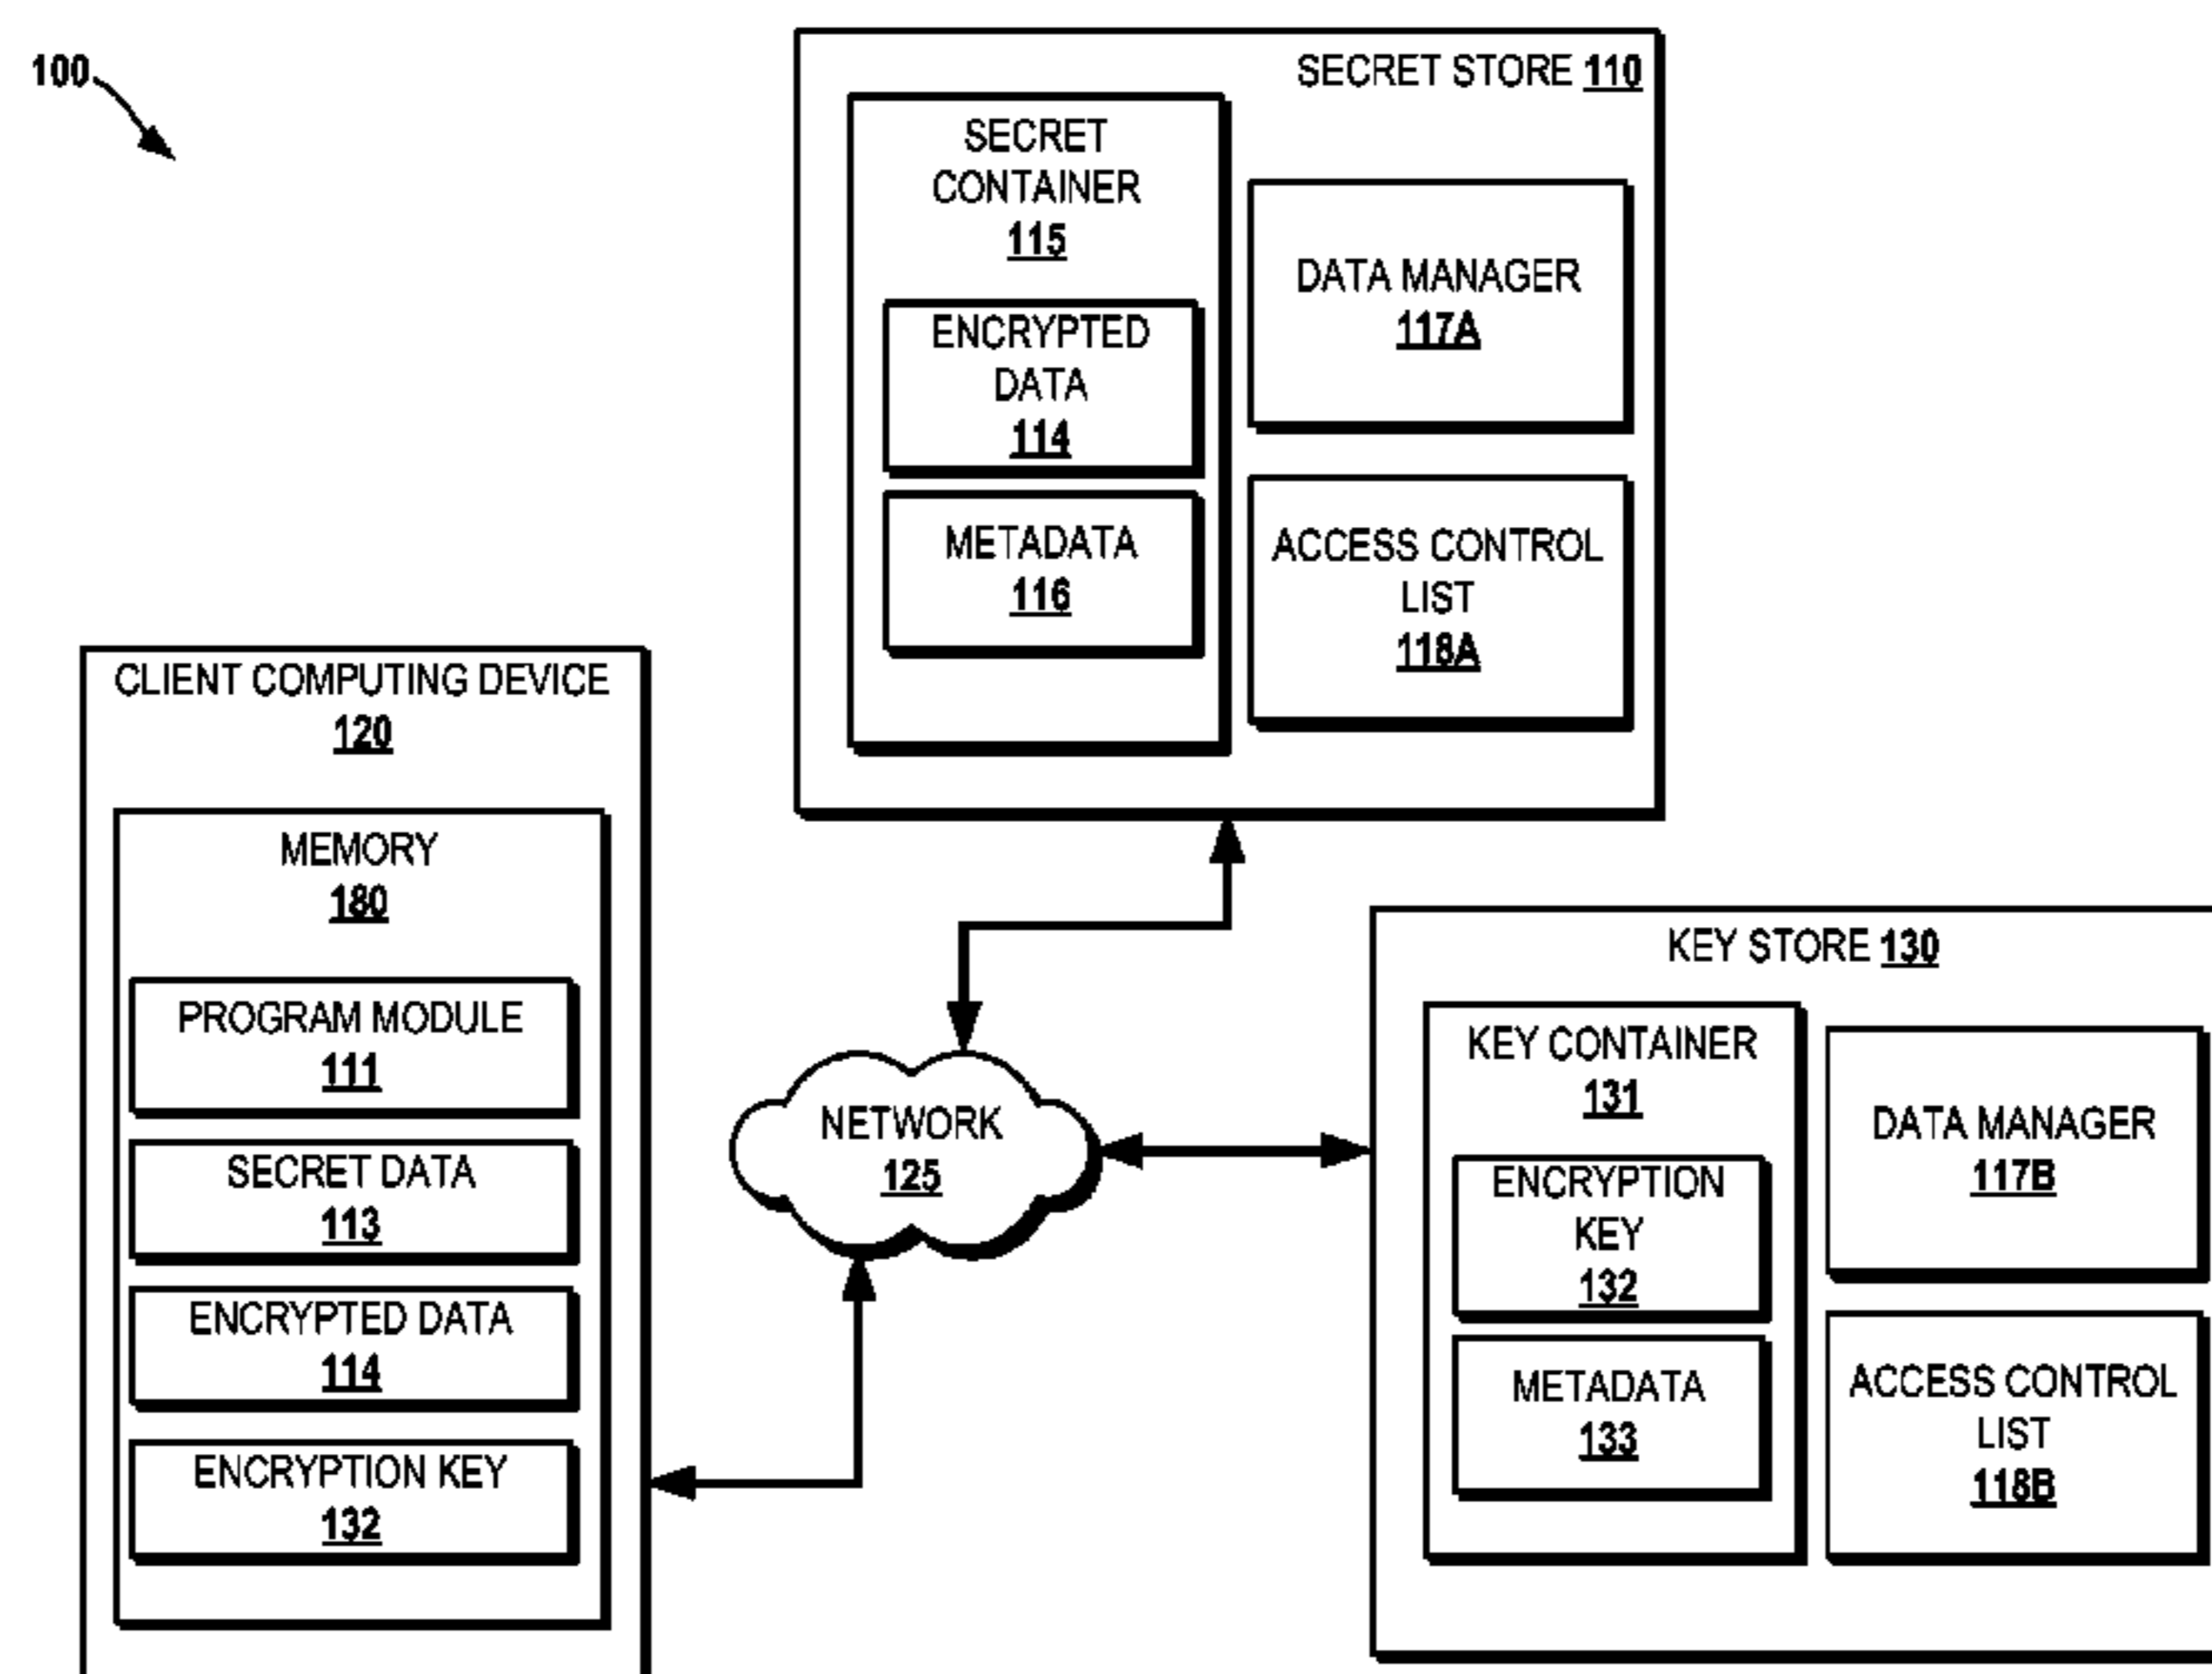 100
SECRET STORE 110
SECRET
CONTAINER
115
ENCRYPTED
DATA
114
METADATA
116
DATA MANAGER
117A
ACCESS CONTROL
LIST
118A
CLIENT COMPUTING DEVICE
120
MEMORY
180
PROGRAM MODULE
111
SECRET DATA
113
ENCRYPTED DATA
114
ENCRYPTION KEY
132
NETWORK
125
KEY STORE 130
KEY CONTAINER
131
ENCRYPTION
KEY
132
METADATA
133
DATA MANAGER
117B
ACCESS CONTROL
LIST
118B